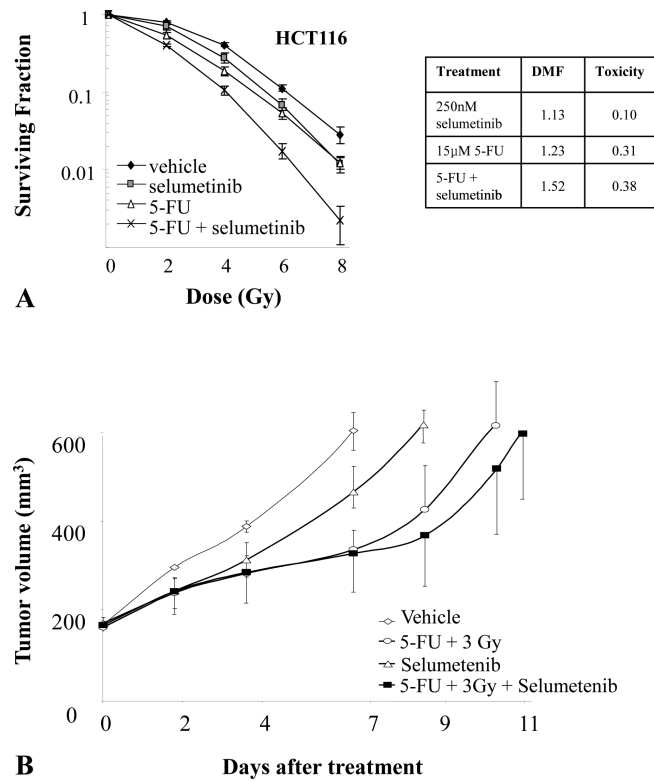 HCT116
1
0.1
0.01
Surviving Fraction
vehicle
selumetinib
5-FU
5-FU + selumetinib
0 2 4 6 8
Dose (Gy)
A
Treatment DMF Toxicity
250nM
selumetinib 1.13 0.10
15µM 5-FU 1.23 0.31
5-FU +
selumetinib 1.52 0.38
600
400
200
0
Tumor volume (mm³)
Vehicle
5-FU + 3 Gy
Selumetenib
5-FU + 3Gy + Selumetenib
0 2 4 7 9 11
Days after treatment
B